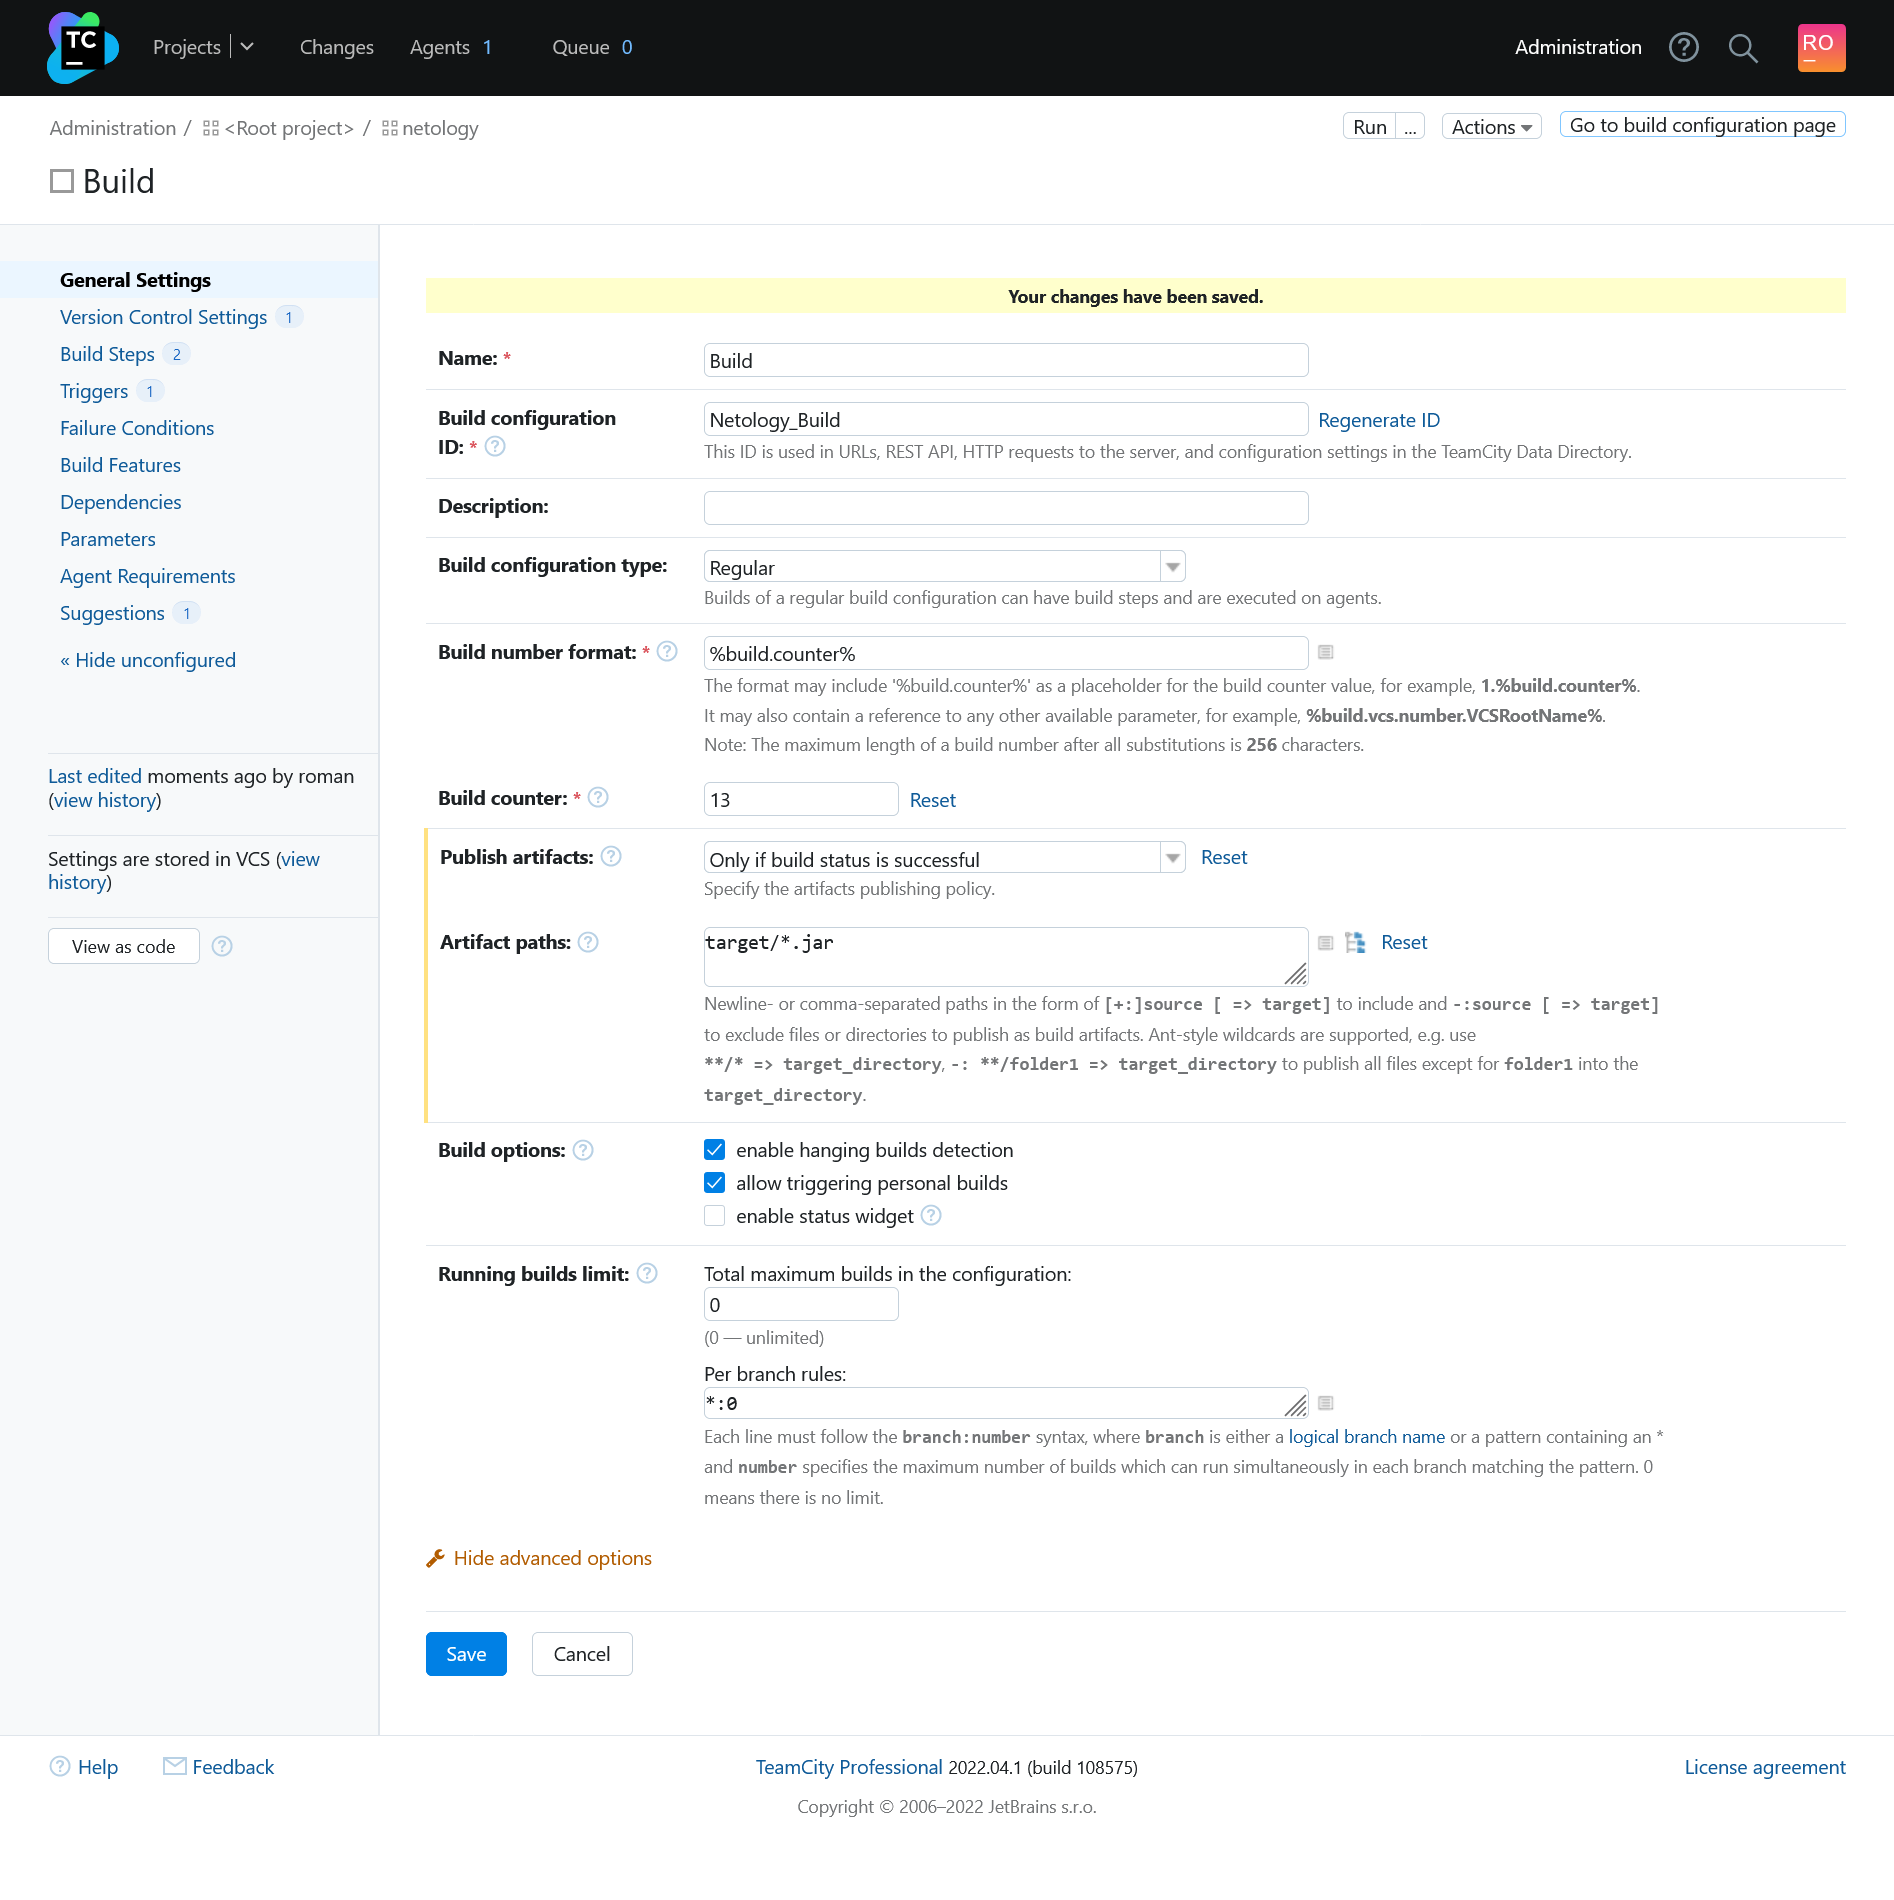 TC
Projects
Changes
Agents 1
Queue 0
Administration
RO
Administration / <Root project> / netology
Run ...
Actions
Go to build configuration page
Build
General Settings
Version Control Settings 1
Build Steps 2
Triggers 1
Failure Conditions
Build Features
Dependencies
Parameters
Agent Requirements
Suggestions 1
« Hide unconfigured
Last edited moments ago by roman
(view history)
Settings are stored in VCS (view
history)
View as code
Your changes have been saved.
Name: * Build
Build configuration
ID: *
Netology_Build Regenerate ID
This ID is used in URLs, REST API, HTTP requests to the server, and configuration settings in the TeamCity Data Directory.
Description:
Build configuration type: Regular
Builds of a regular build configuration can have build steps and are executed on agents.
Build number format: * %build.counter%
The format may include '%build.counter%' as a placeholder for the build counter value, for example, 1.%build.counter%.
It may also contain a reference to any other available parameter, for example, %build.vcs.number.VCSRootName%.
Note: The maximum length of a build number after all substitutions is 256 characters.
Build counter: * 13 Reset
Publish artifacts: Only if build status is successful Reset
Specify the artifacts publishing policy.
Artifact paths: target/*.jar Reset
Newline- or comma-separated paths in the form of [+:]source [ => target] to include and -:source [ => target]
to exclude files or directories to publish as build artifacts. Ant-style wildcards are supported, e.g. use
**/* => target_directory, -: **/folder1 => target_directory to publish all files except for folder1 into the
target_directory.
Build options: enable hanging builds detection
allow triggering personal builds
enable status widget
Running builds limit: Total maximum builds in the configuration:
0
(0 — unlimited)
Per branch rules:
*:0
Each line must follow the branch:number syntax, where branch is either a logical branch name or a pattern containing an *
and number specifies the maximum number of builds which can run simultaneously in each branch matching the pattern. 0
means there is no limit.
Hide advanced options
Save Cancel
Help Feedback
TeamCity Professional 2022.04.1 (build 108575)
License agreement
Copyright © 2006–2022 JetBrains s.r.o.